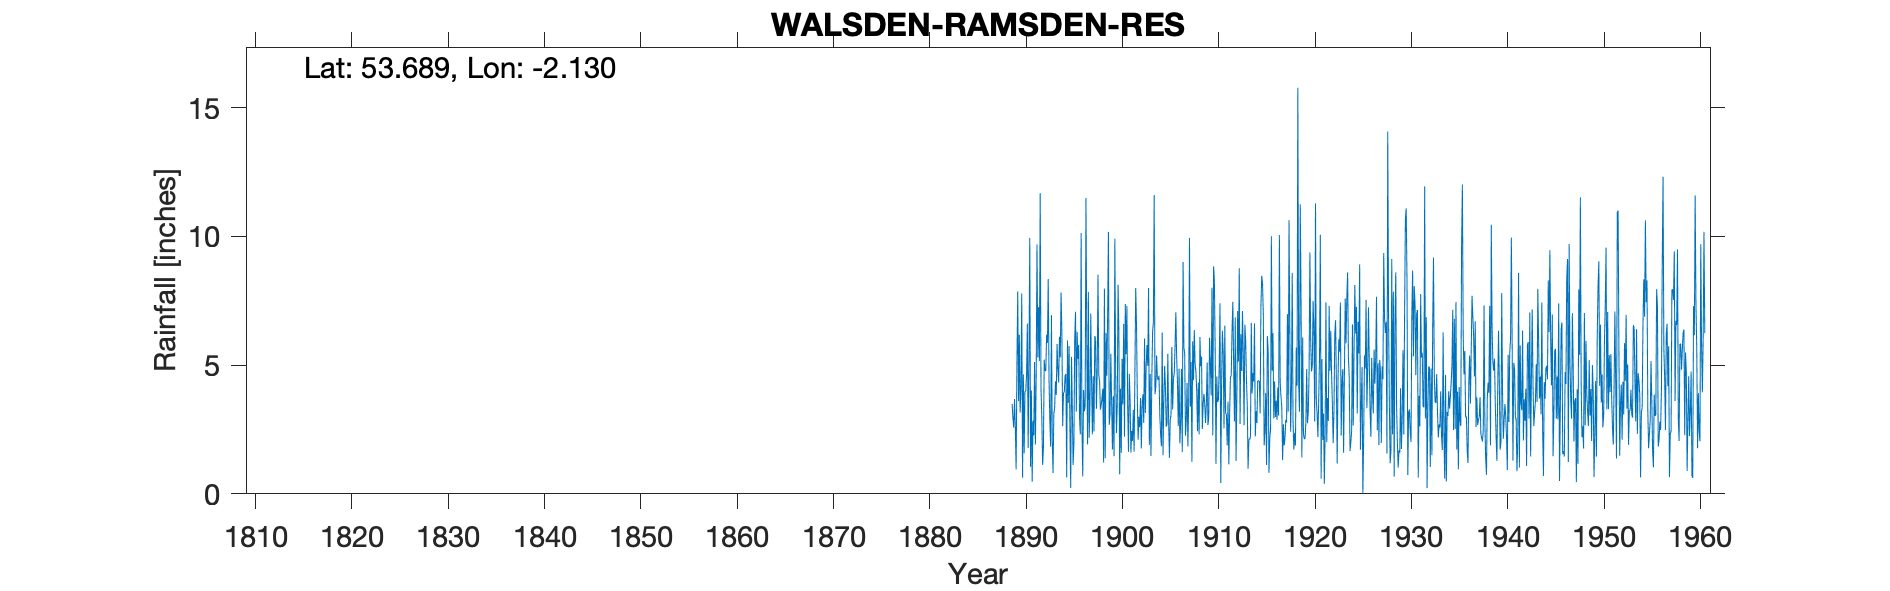 WALSDEN-RAMSDEN-RES
Lat: 53.689, Lon: -2.130
15
10
5
0
Rainfall [inches]
1810 1820 1830 1840 1850 1860 1870 1880 1890 1900 1910 1920 1930 1940 1950 1960
Year